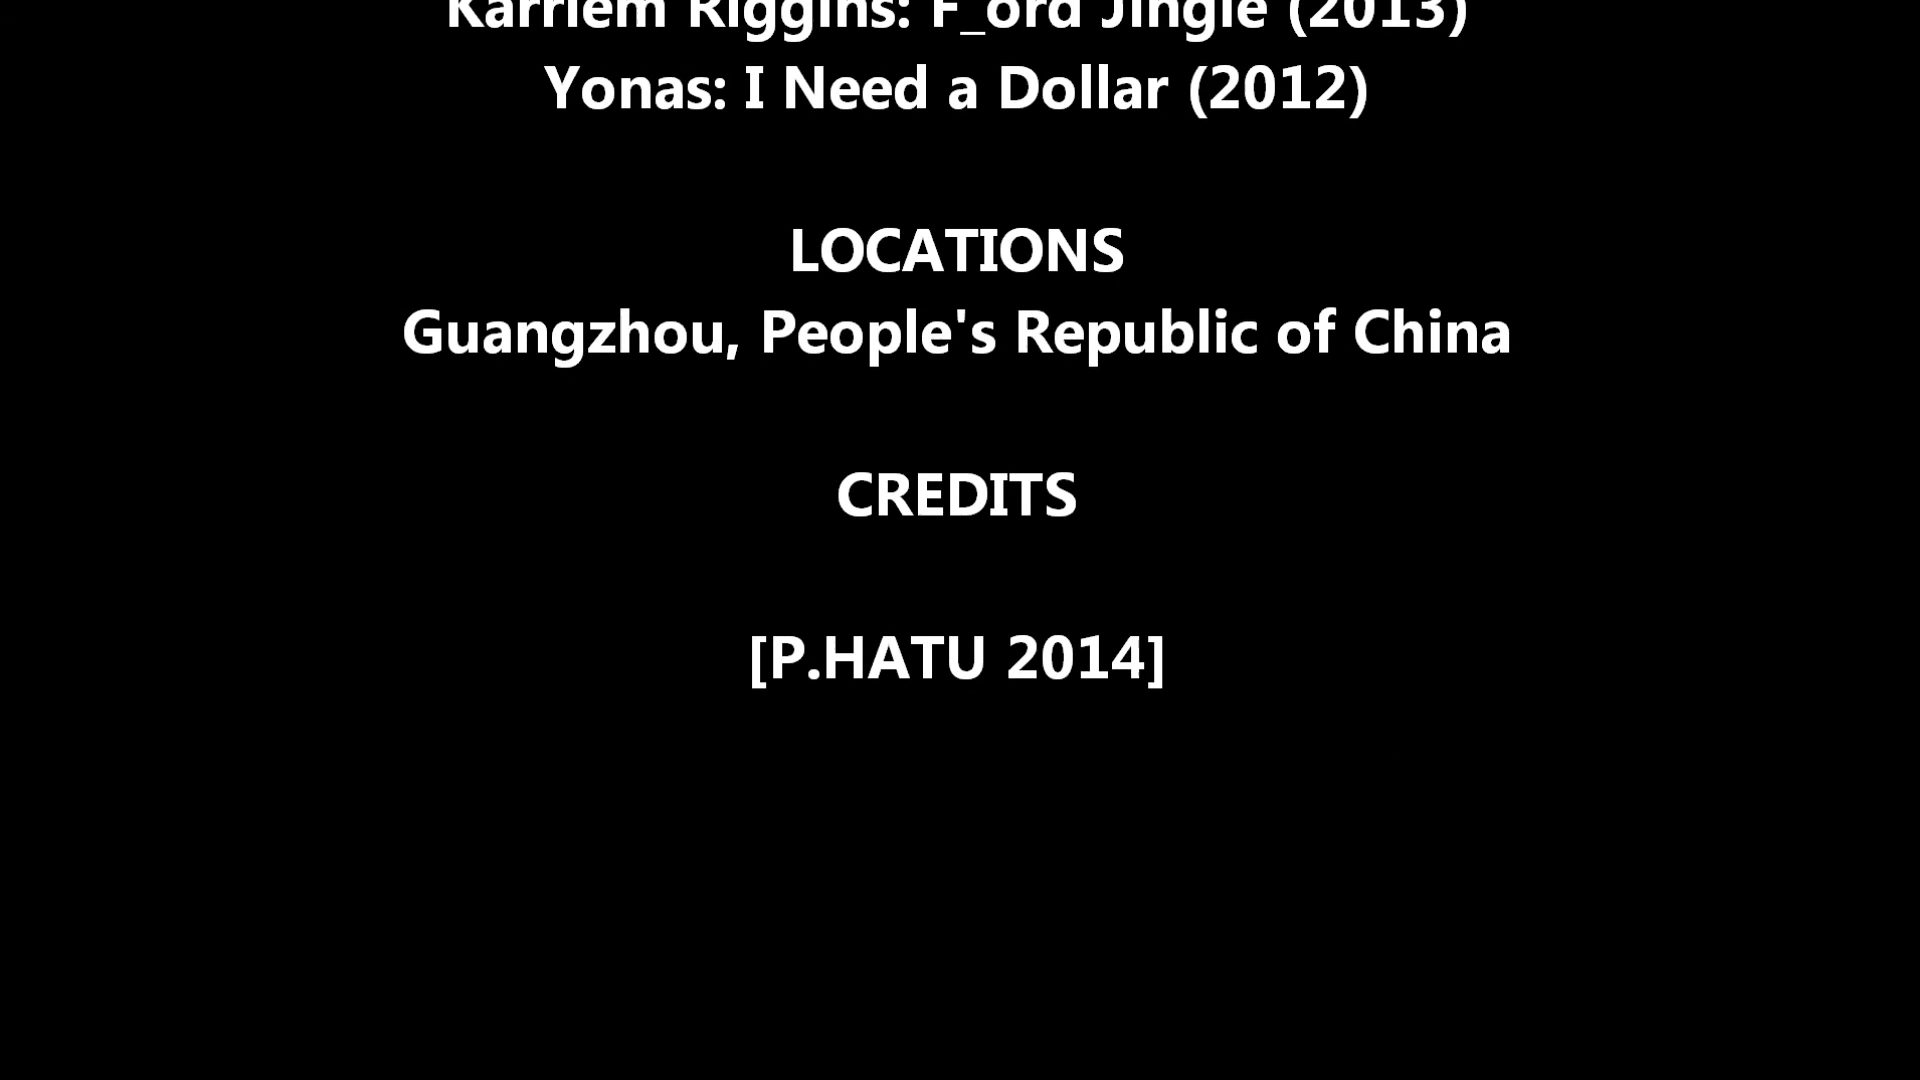 Karriem Riggins: F_ord Jingle (2013)
Yonas: I Need a Dollar (2012)
LOCATIONS
Guangzhou, People's Republic of China
CREDITS
[P.HATU 2014]